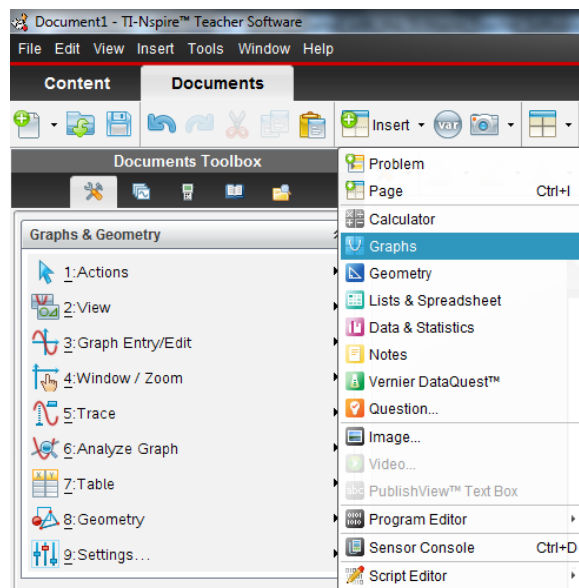 Document1 - TI-Nspire™ Teacher Software
File Edit View Insert Tools Window Help
Content Documents
Insert var
Documents Toolbox
Graphs & Geometry
1:Actions
2:View
3:Graph Entry/Edit
4:Window / Zoom
5:Trace
6:Analyze Graph
7:Table
8:Geometry
9:Settings...
Problem
Page Ctrl+I
Calculator
Graphs
Geometry
Lists & Spreadsheet
Data & Statistics
Notes
Vernier DataQuest™
Question...
Image...
Video...
abc PublishView™ Text Box
Program Editor
Sensor Console Ctrl+D
Script Editor